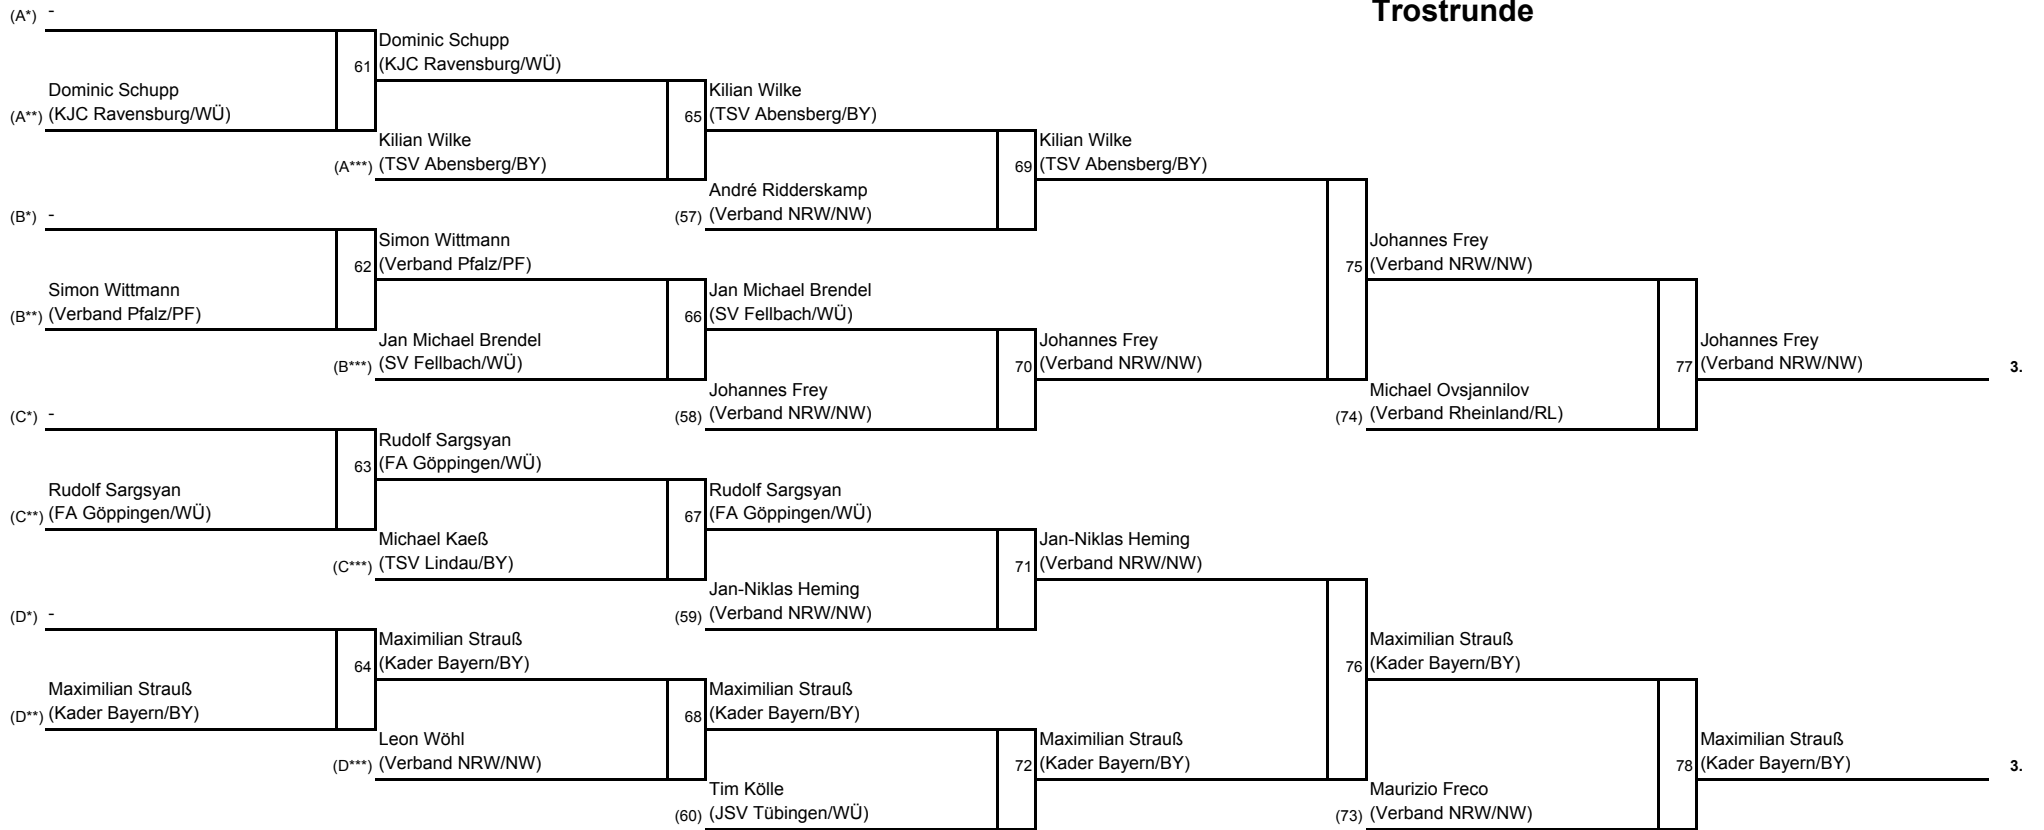 Trostrunde
(A*) -
Dominic Schupp
61 (KJC Ravensburg/WÜ)
Dominic Schupp
(A**) (KJC Ravensburg/WÜ)
Kilian Wilke
65 (TSV Abensberg/BY)
Kilian Wilke
(A***) (TSV Abensberg/BY)
Kilian Wilke
69 (TSV Abensberg/BY)
André Ridderskamp
(57) (Verband NRW/NW)
(B*) -
Simon Wittmann
62 (Verband Pfalz/PF)
Johannes Frey
75 (Verband NRW/NW)
Simon Wittmann
(B**) (Verband Pfalz/PF)
Jan Michael Brendel
66 (SV Fellbach/WÜ)
Jan Michael Brendel
(B***) (SV Fellbach/WÜ)
Johannes Frey
70 (Verband NRW/NW)
Johannes Frey
77 (Verband NRW/NW) 3.
Johannes Frey
(58) (Verband NRW/NW)
Michael Ovsjannilov
(74) (Verband Rheinland/RL)
(C*) -
Rudolf Sargsyan
63 (FA Göppingen/WÜ)
Rudolf Sargsyan
(C**) (FA Göppingen/WÜ)
Rudolf Sargsyan
67 (FA Göppingen/WÜ)
Michael Kaeß
(C***) (TSV Lindau/BY)
Jan-Niklas Heming
71 (Verband NRW/NW)
Jan-Niklas Heming
(59) (Verband NRW/NW)
(D*) -
Maximilian Strauß
64 (Kader Bayern/BY)
Maximilian Strauß
76 (Kader Bayern/BY)
Maximilian Strauß
(D**) (Kader Bayern/BY)
Maximilian Strauß
68 (Kader Bayern/BY)
Leon Wöhl
(D***) (Verband NRW/NW)
Maximilian Strauß
72 (Kader Bayern/BY)
Maximilian Strauß
78 (Kader Bayern/BY) 3.
Tim Kölle
(60) (JSV Tübingen/WÜ)
Maurizio Freco
(73) (Verband NRW/NW)